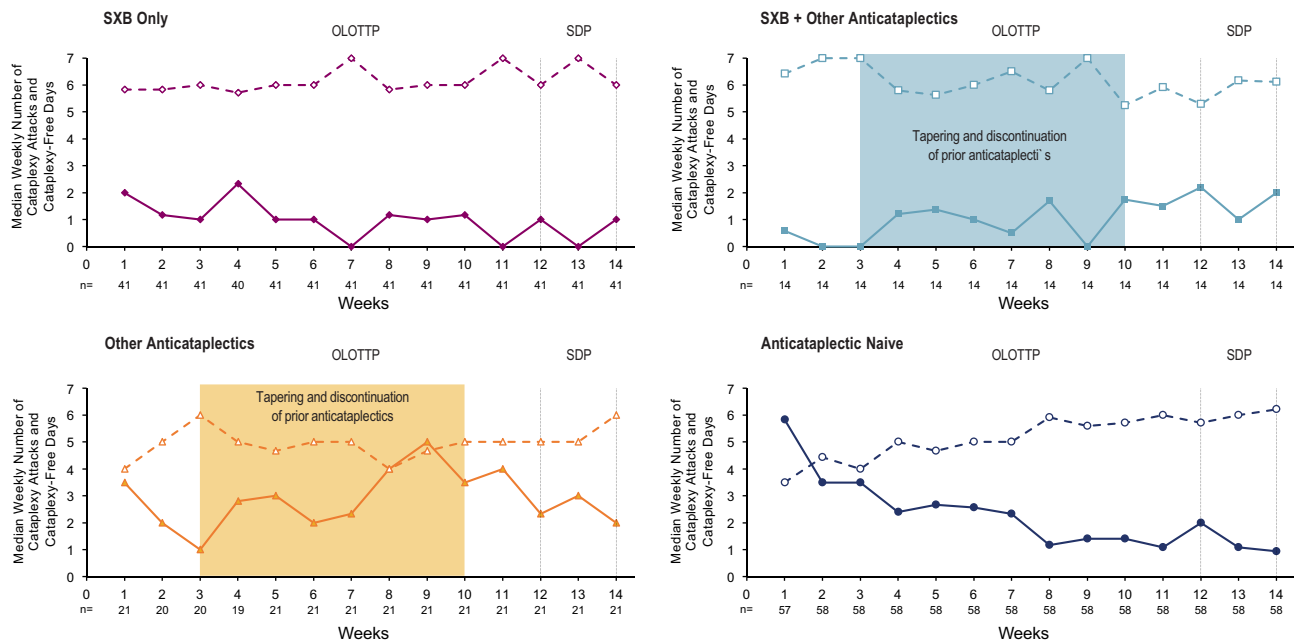 SXB Only
OLOTTP
SDP
Median Weekly Number of
Cataplexy Attacks and
Cataplexy-Free Days
7
6
5
4
3
2
1
0
0 1 2 3 4 5 6 7 8 9 10 11 12 13 14
n= 41 41 41 40 41 41 41 41 41 41 41 41 41 41
Weeks
SXB + Other Anticataplectics
OLOTTP
SDP
Median Weekly Number of
Cataplexy Attacks and
Cataplexy-Free Days
7
6
5
4
3
2
1
0
Tapering and discontinuation
of prior anticataplecti` s
0 1 2 3 4 5 6 7 8 9 10 11 12 13 14
n= 14 14 14 14 14 14 14 14 14 14 14 14 14 14
Weeks
Other Anticataplectics
OLOTTP
SDP
Median Weekly Number of
Cataplexy Attacks and
Cataplexy-Free Days
7
6
5
4
3
2
1
0
Tapering and discontinuation
of prior anticataplectics
0 1 2 3 4 5 6 7 8 9 10 11 12 13 14
n= 21 20 20 19 21 21 21 21 21 21 21 21 21 21
Weeks
Anticataplectic Naive
OLOTTP
SDP
Median Weekly Number of
Cataplexy Attacks and
Cataplexy-Free Days
7
6
5
4
3
2
1
0
0 1 2 3 4 5 6 7 8 9 10 11 12 13 14
n= 57 58 58 58 58 58 58 58 58 58 58 58 58 58
Weeks